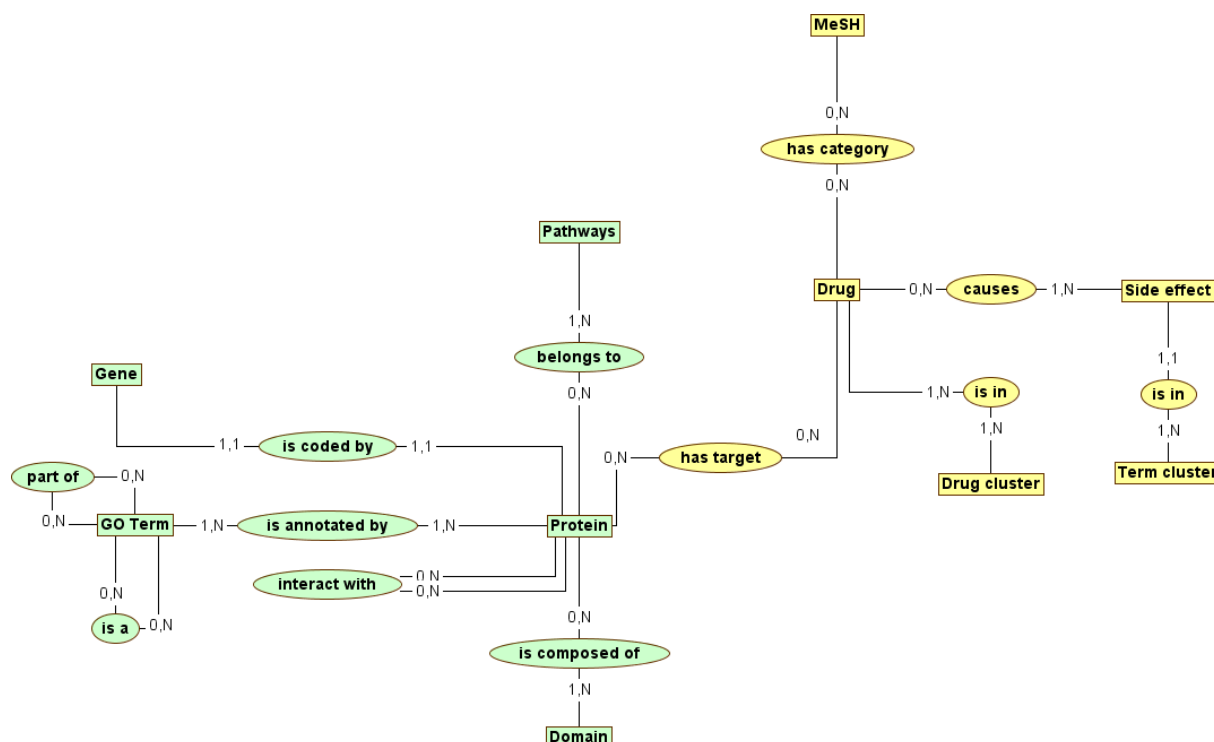 MeSH
0,N
has category
0,N
Pathways
Drug
0,N
causes
1,N
Side effect
1,N
belongs to
1,1
Gene
0,N
1,N
is in
is in
1,1
is coded by
1,1
0,N
1,N
1,N
part of
0,N
0,N
has target
Term cluster
Drug cluster
0,N
GO Term
1,N
is annotated by
1,N
Protein
interact with
0,N
0,N
0,N
0,N
is a
0,N
is composed of
1,N
Domain